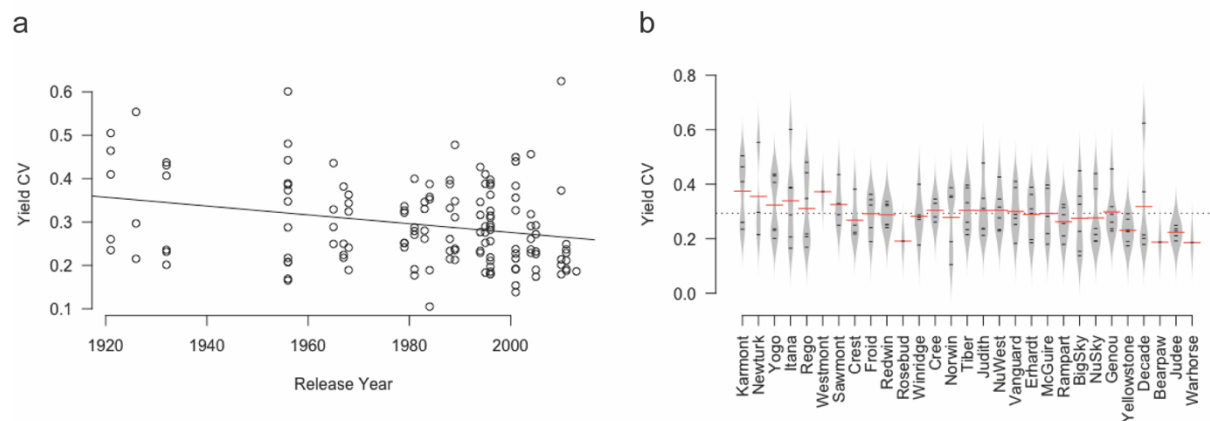 a
0.6
0.5
0.4
0.3
0.2
0.1
Yield CV
1920
1940
1960
1980
2000
Release Year
b
0.8
0.6
0.4
0.2
0.0
Yield CV
Karmont
Newturk
Yogo
Itana
Rego
Westmont
Sawmont
Crest
Froid
Redwin
Rosebud
Winridge
Cree
Norwin
Tiber
Judith
NuWest
Vanguard
Erhardt
McGuire
Rampart
BigSky
NuSky
Genou
Yellowstone
Decade
Bearpaw
Judee
Warhorse